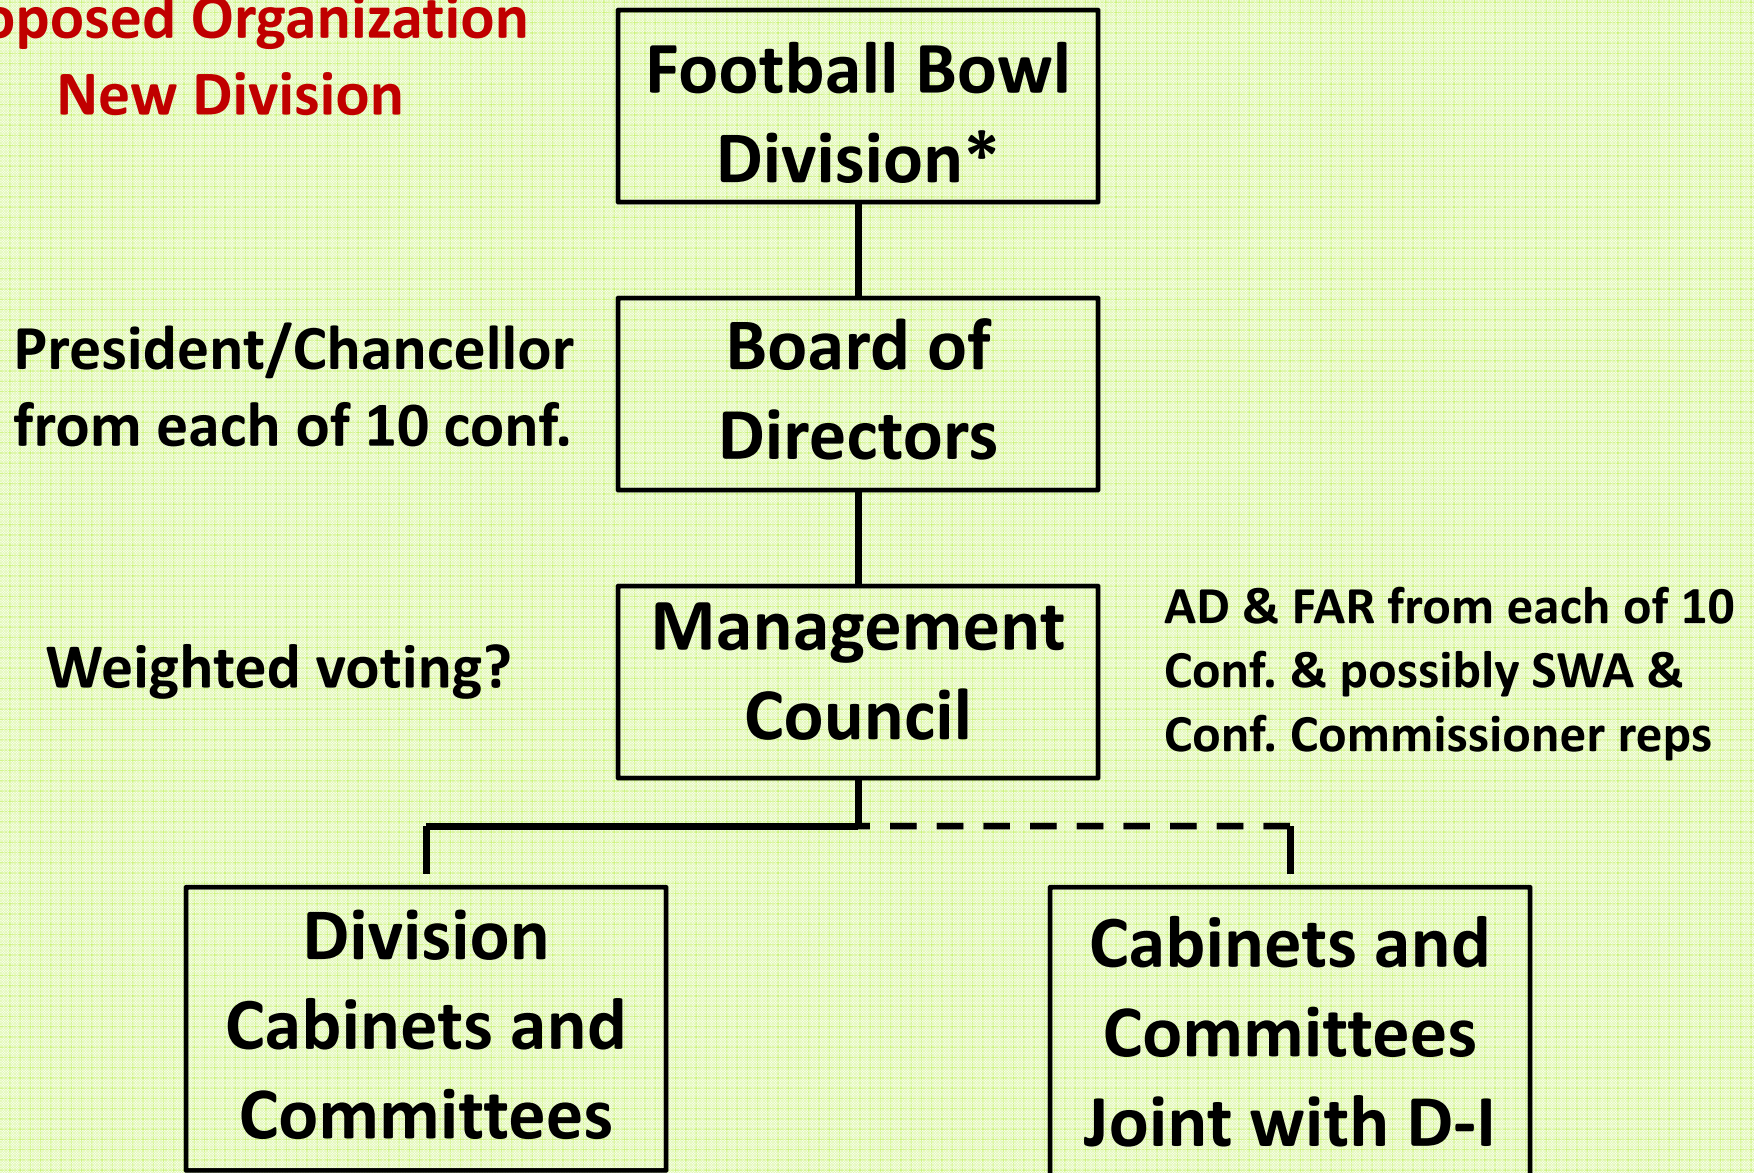 Organization
New Division
Football Bowl
Division*
President/Chancellor
from each of 10 conf.
Board of
Directors
Weighted voting?
Management
Council
AD & FAR from each of 10
Conf. & possibly SWA &
Conf. Commissioner reps
Division
Cabinets and
Committees
Cabinets and
Committees
Joint with D-I